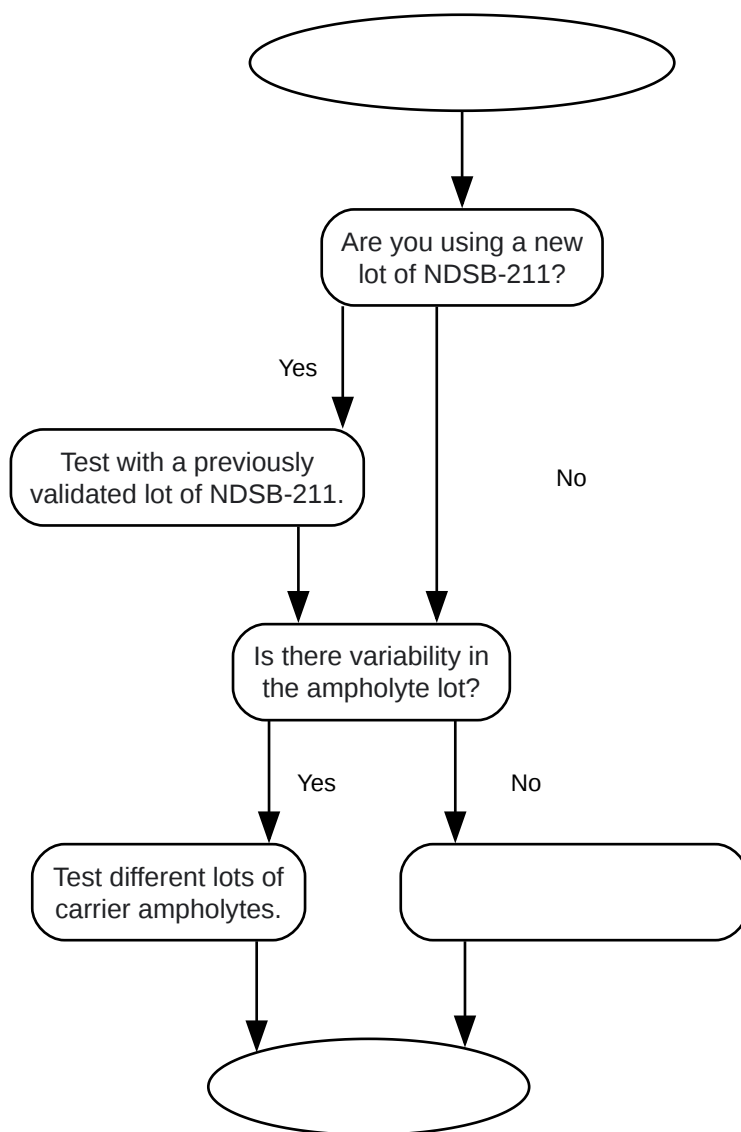 Are you using a new
lot of NDSB-211?
Yes
Test with a previously
validated lot of NDSB-211.
No
Is there variability in
the ampholyte lot?
Yes
No
Test different lots of
carrier ampholytes.